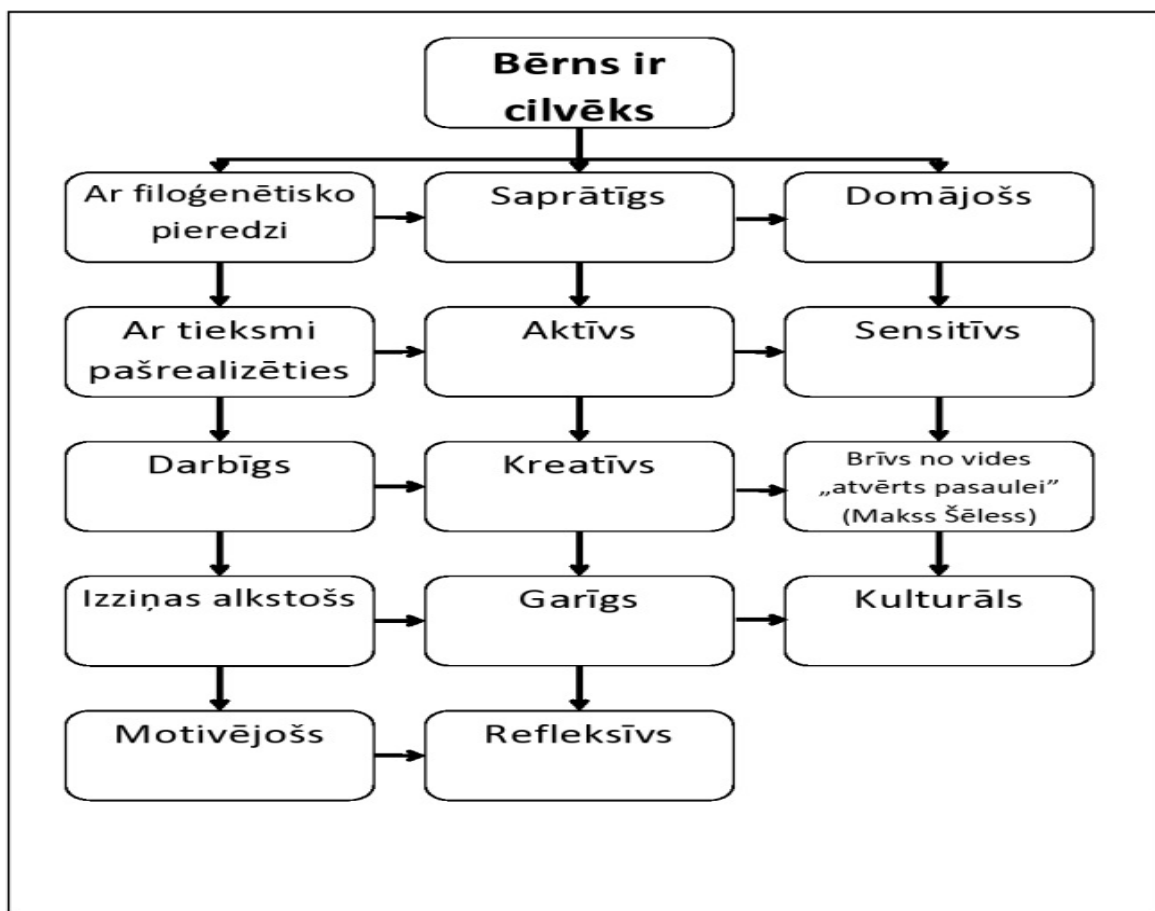 Bērns ir
cilvēks
Ar filoģenētisko
pieredzi
Saprātīgs
Domājošs
Ar tieksmi
pašrealizēties
Aktīvs
Sensitīvs
Darbīgs
Kreatīvs
Brīvs no vides
„atvērts pasaulei”
(Makss Šēless)
Izziņas alkstošs
Garīgs
Kulturāls
Motivējošs
Refleksīvs